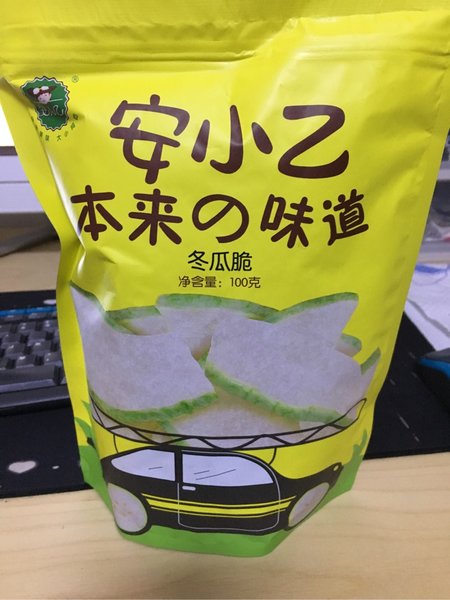 安小乙
本来の味道
冬瓜脆
净含量：100克